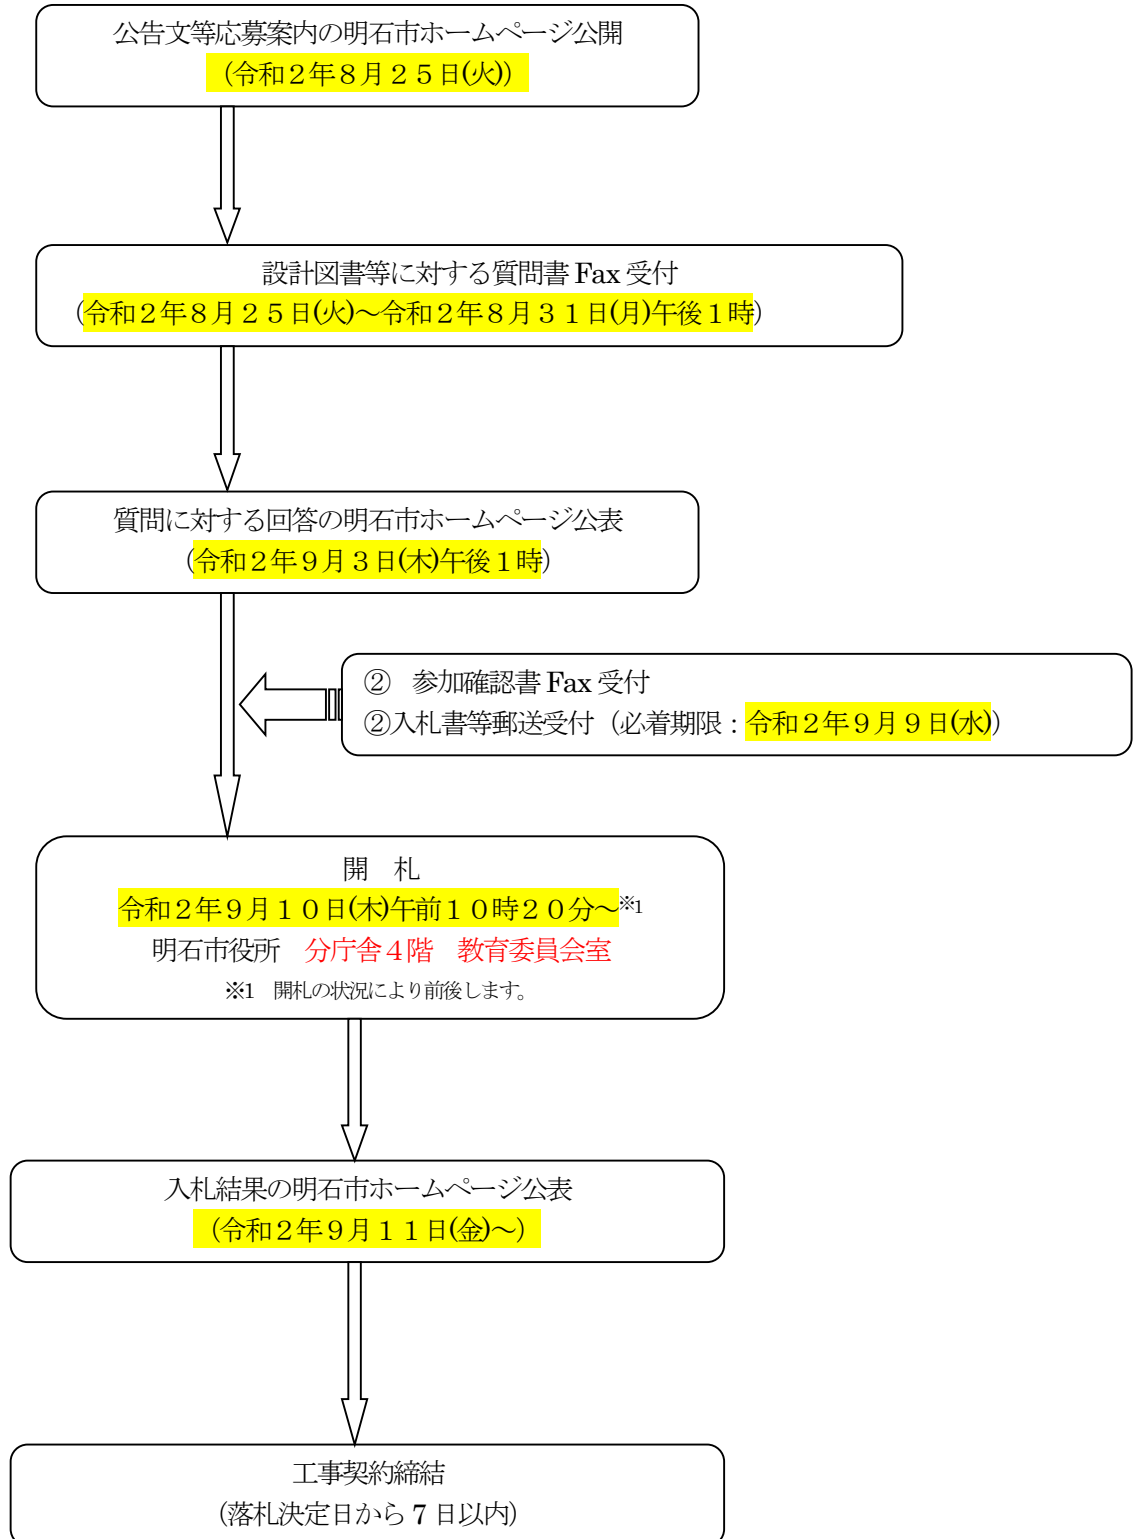 公告文等応募案内の明石市ホームページ公開
（令和２年８月２５日(火)）
設計図書等に対する質問書 Fax 受付
（令和２年８月２５日(火)～令和２年８月３１日(月)午後１時）
質問に対する回答の明石市ホームページ公表
（令和２年９月３日(木)午後１時）
②　参加確認書 Fax 受付
②入札書等郵送受付（必着期限：令和２年９月９日(水)）
開　札
令和２年９月１０日(木)午前１０時２０分～※1
明石市役所　分庁舎４階　教育委員会室
※1　開札の状況により前後します。
入札結果の明石市ホームページ公表
（令和２年９月１１日(金)～）
工事契約締結
（落札決定日から 7 日以内）